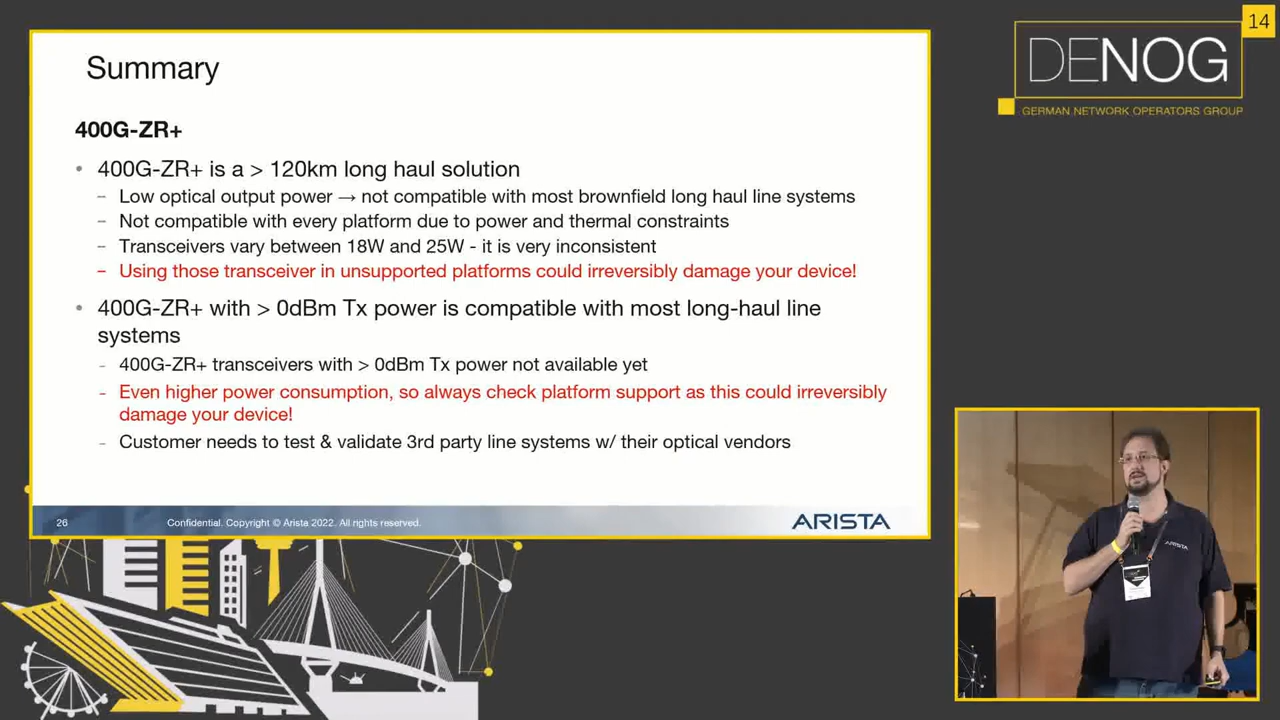 Summary
400G-ZR+
• 400G-ZR+ is a > 120km long haul solution
– Low optical output power → not compatible with most brownfield long haul line systems
– Not compatible with every platform due to power and thermal constraints
– Transceivers vary between 18W and 25W - it is very inconsistent
– Using those transceiver in unsupported platforms could irreversibly damage your device!
• 400G-ZR+ with > 0dBm Tx power is compatible with most long-haul line
systems
- 400G-ZR+ transceivers with > 0dBm Tx power not available yet
- Even higher power consumption, so always check platform support as this could irreversibly
damage your device!
- Customer needs to test & validate 3rd party line systems w/ their optical vendors
26
Confidential. Copyright © Arista 2022. All rights reserved.
ARISTA
14
DENOG
GERMAN NETWORK OPERATORS GROUP
ARISTA